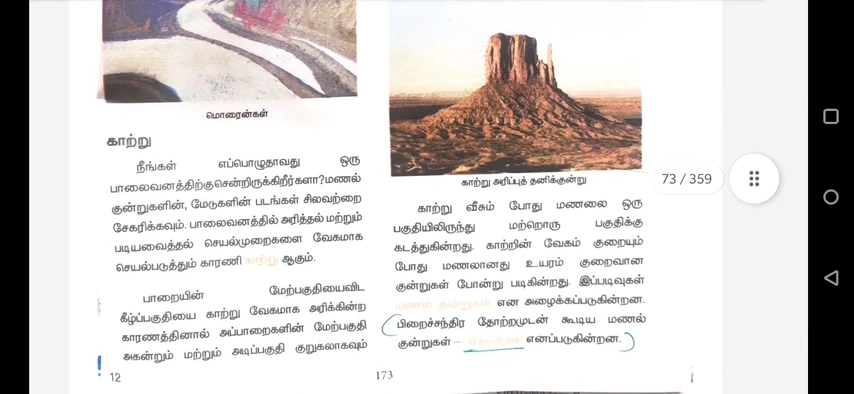 மொரைன்கள்
காற்று
நீங்கள் எப்பொழுதாவது ஒரு
பாலைவனத்திற்குசென்றிருக்கிறீர்களா?மணல்
குன்றுகளின், மேடுகளின் படங்கள் சிலவற்றை
சேகரிக்கவும். பாலைவனத்தில் அரித்தல் மற்றும்
படியவைத்தல் செயல்முறைகளை வேகமாக
செயல்படுத்தும் காரணி காற்று ஆகும்.
பாறையின் மேற்பகுதியைவிட
கீழ்ப்பகுதியை காற்று வேகமாக அரிக்கின்ற
காரணத்தினால் அப்பாறைகளின் மேற்பகுதி
அகன்றும் மற்றும் அடிப்பகுதி குறுகலாகவும்
12
காற்று அரிப்புத் தனிக்குன்று
73 / 359
காற்று வீசும் போது மணலை ஒரு
பகுதியிலிருந்து மற்றொரு பகுதிக்கு
கடத்துகின்றது. காற்றின் வேகம் குறையும்
போது மணலானது உயரம் குறைவான
குன்றுகள் போன்று படிகின்றது. இப்படிவுகள்
மணல் குன்றுகள் என அழைக்கப்படுகின்றன.
பிறைச்சந்திர தோற்றமுடன் கூடிய மணல்
குன்றுகள் – எனப்படுகின்றன.
173